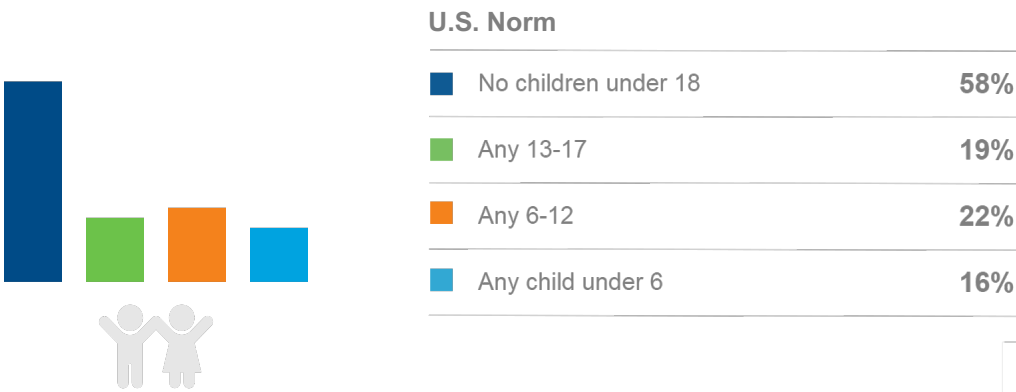 U.S. Norm
No children under 18 58%
Any 13-17 19%
Any 6-12 22%
Any child under 6 16%